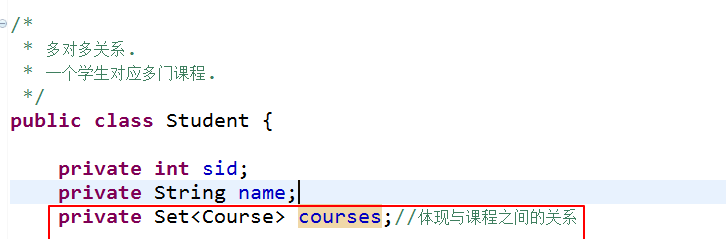 /*
 * 多对多关系.
 * 一个学生对应多门课程.
 */
public class Student {
private int sid;
private String name;
private Set<Course> courses;//体现与课程之间的关系